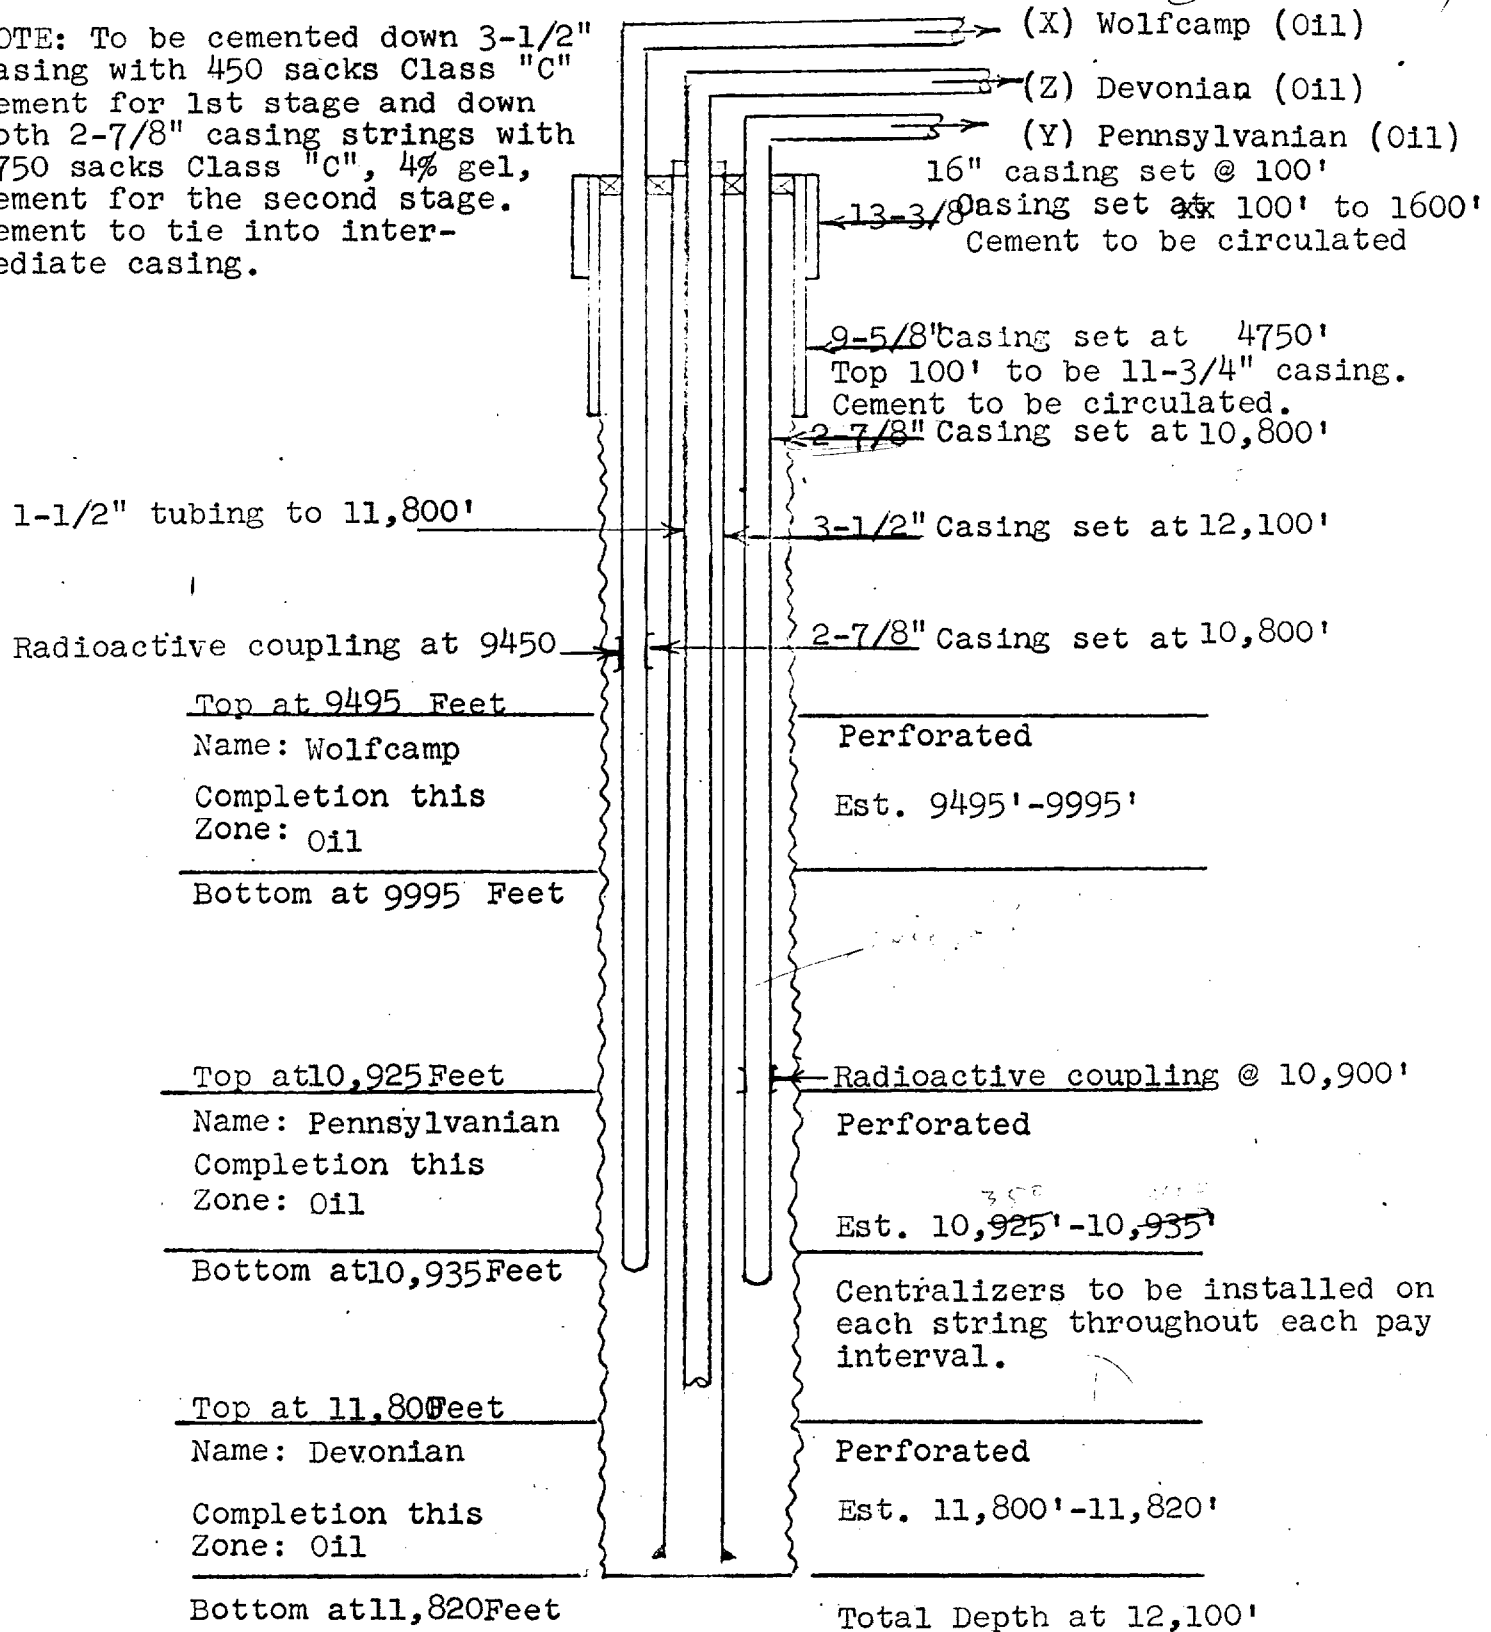 OTE: To be cemented down 3-1/2"
asing with 450 sacks Class "C"
ement for 1st stage and down
oth 2-7/8" casing strings with
750 sacks Class "C", 4% gel,
ement for the second stage.
ement to tie into inter-
ediate casing.
(X) Wolfcamp (Oil)
(Z) Devonian (Oil)
(Y) Pennsylvanian (Oil)
16" casing set @ 100'
13-3/8 Casing set at 100' to 1600'
Cement to be circulated
9-5/8" Casing set at 4750'
Top 100' to be 11-3/4" casing.
Cement to be circulated.
2-7/8" Casing set at 10,800'
1-1/2" tubing to 11,800'
3-1/2" Casing set at 12,100'
Radioactive coupling at 9450
2-7/8" Casing set at 10,800'
Top at 9495 Feet
Name: Wolfcamp
Completion this
Zone: Oil
Bottom at 9995 Feet
Perforated
Est. 9495'-9995'
Top at 10,925 Feet
Name: Pennsylvanian
Completion this
Zone: Oil
Bottom at 10,935 Feet
Radioactive coupling @ 10,900'
Perforated
Est. 10,925'-10,935'
Centralizers to be installed on
each string throughout each pay
interval.
Top at 11,800 Feet
Name: Devonian
Completion this
Zone: Oil
Bottom at 11,820 Feet
Perforated
Est. 11,800'-11,820'
Total Depth at 12,100'